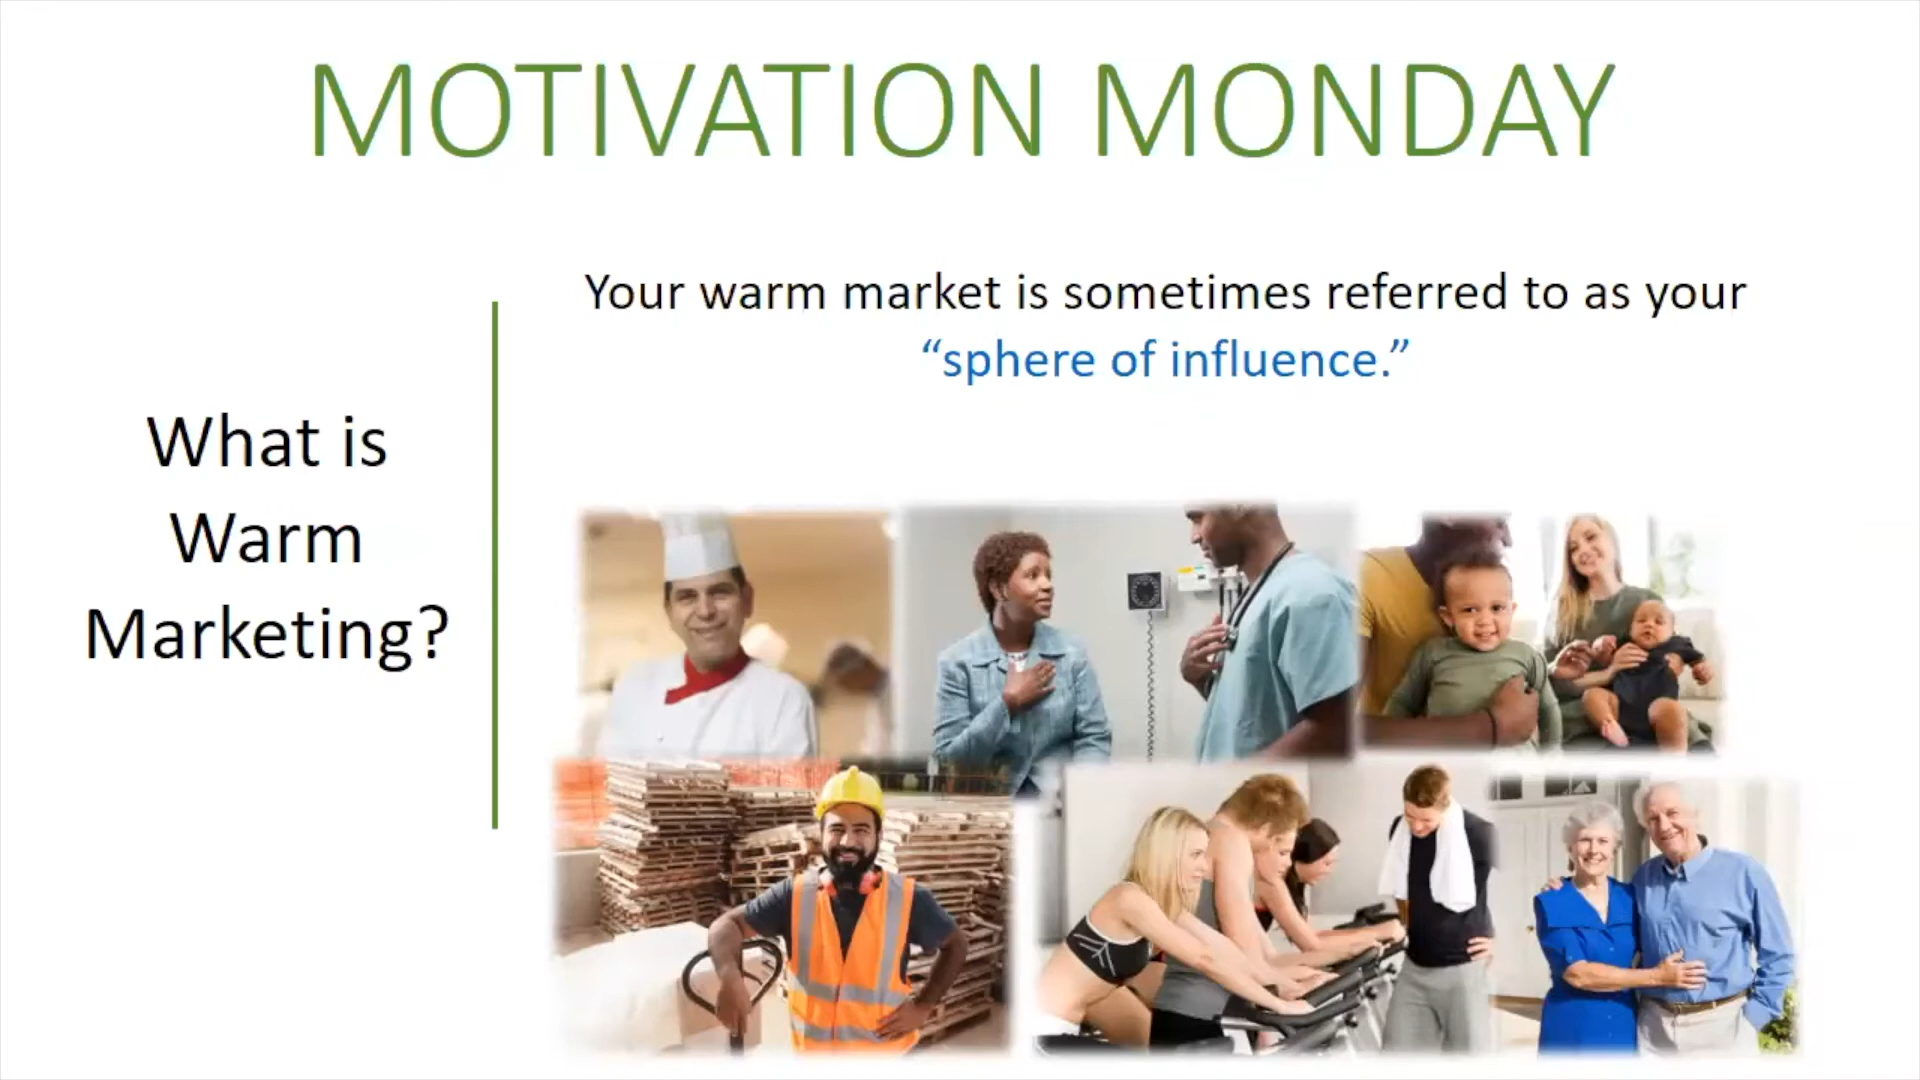 MOTIVATION MONDAY
What is
Warm
Marketing?
Your warm market is sometimes referred to as your
“sphere of influence.”